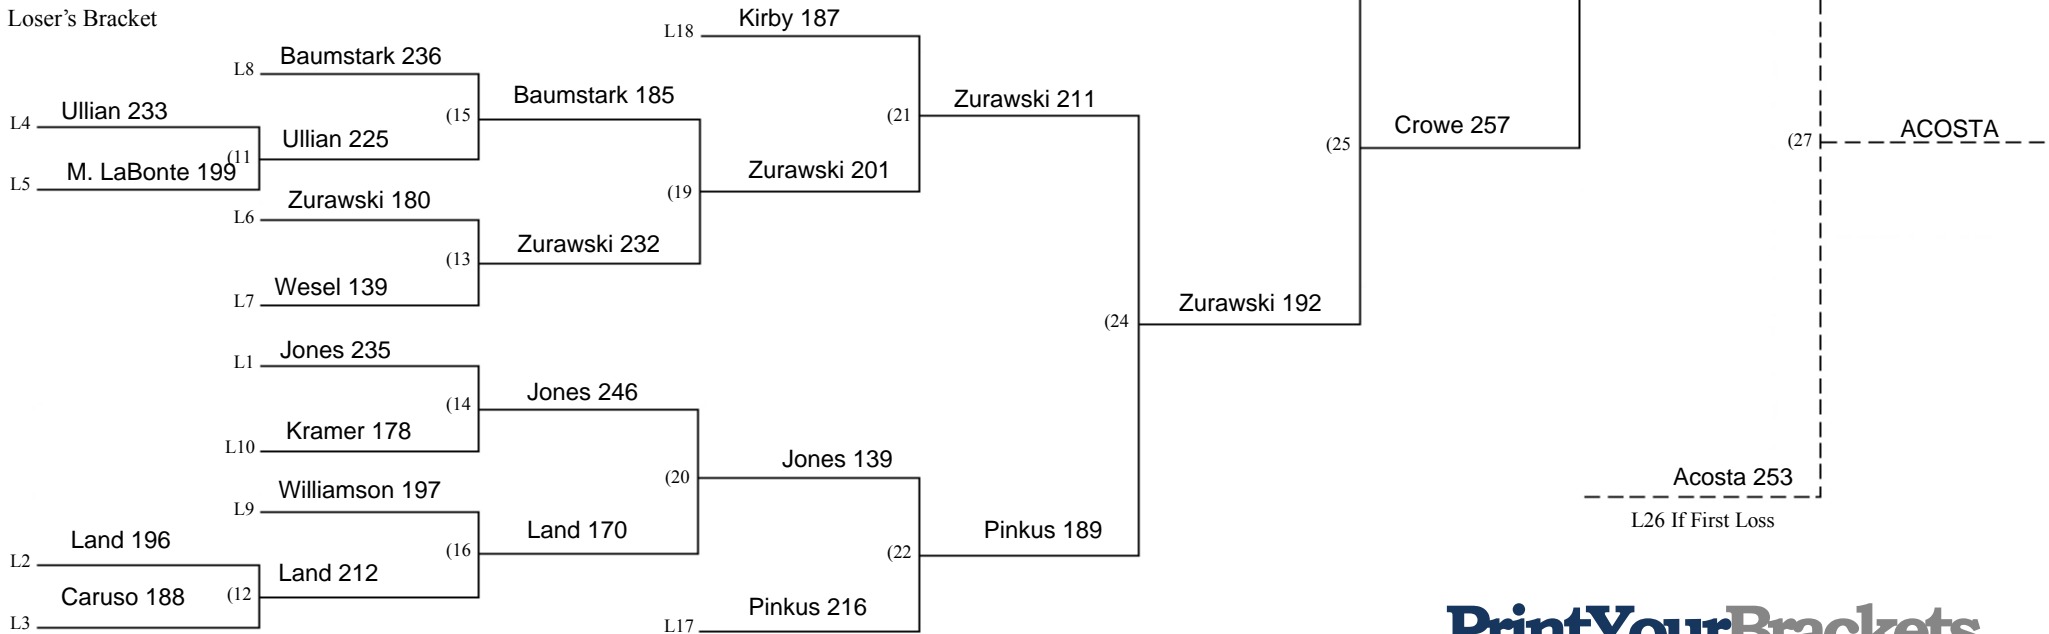 Loser's Bracket
L18 Kirby 187
L8 Baumstark 236
L4 Ullian 233
(15 Baumstark 185
(21 Zurawski 211
(11 Ullian 225
L5 M. LaBonte 199
(25 Crowe 257
(27 ACOSTA
L6 Zurawski 180
(19 Zurawski 201
(13 Zurawski 232
L7 Wesel 139
(24 Zurawski 192
L1 Jones 235
(14 Jones 246
L10 Kramer 178
(20 Jones 139
L9 Williamson 197
Acosta 253
L26 If First Loss
L2 Land 196
(16 Land 170
(22 Pinkus 189
(12 Land 212
L3 Caruso 188
L17 Pinkus 216
PrintYourBrackets